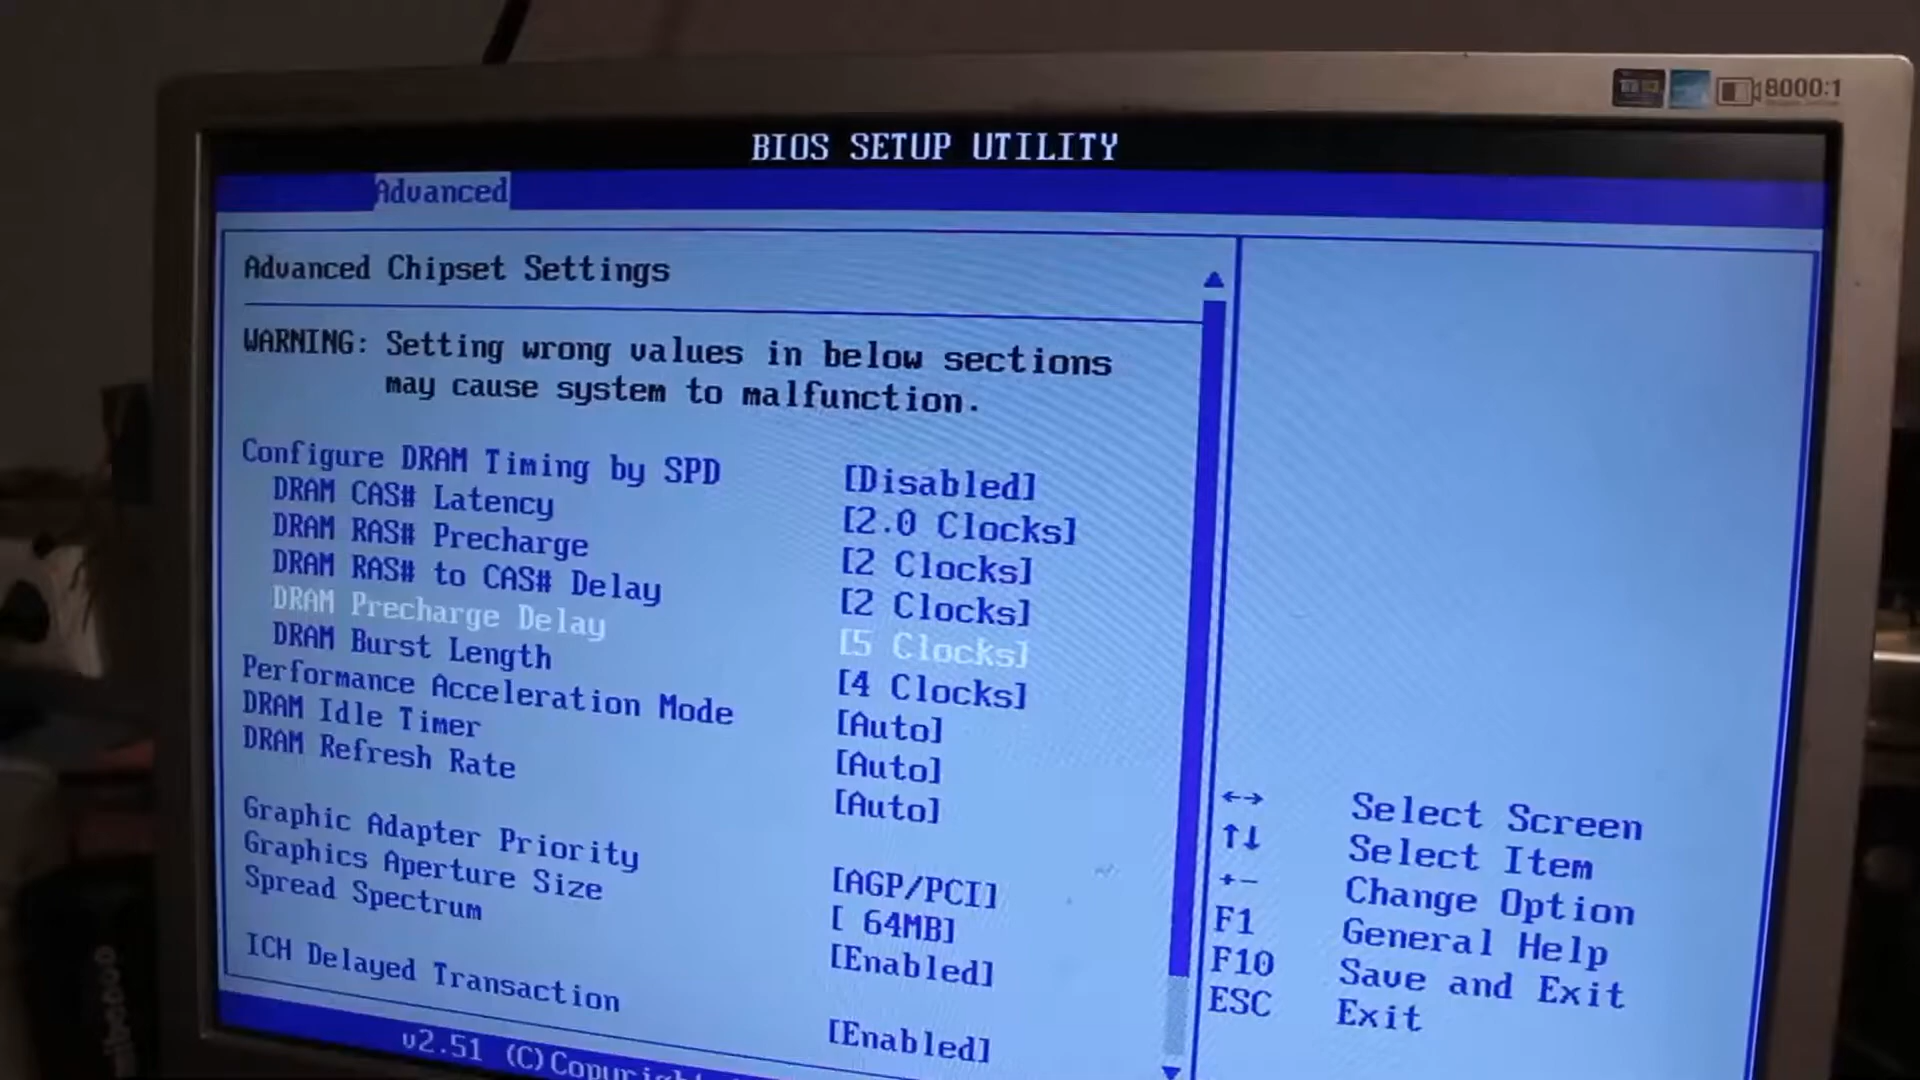 8000:1
BIOS SETUP UTILITY
Advanced
Advanced Chipset Settings
WARNING: Setting wrong values in below sections
may cause system to malfunction.
Configure DRAM Timing by SPD [Disabled]
DRAM CAS# Latency [2.0 Clocks]
DRAM RAS# Precharge [2 Clocks]
DRAM RAS# to CAS# Delay [2 Clocks]
DRAM Precharge Delay [5 Clocks]
DRAM Burst Length [4 Clocks]
Performance Acceleration Mode [Auto]
DRAM Idle Timer [Auto]
DRAM Refresh Rate [Auto]
Graphic Adapter Priority [AGP/PCI]
Graphics Aperture Size [ 64MB]
Spread Spectrum [Enabled]
ICH Delayed Transaction [Enabled]
←→ Select Screen
↑↓ Select Item
+- Change Option
F1 General Help
F10 Save and Exit
ESC Exit
v2.51 (C)Copyright